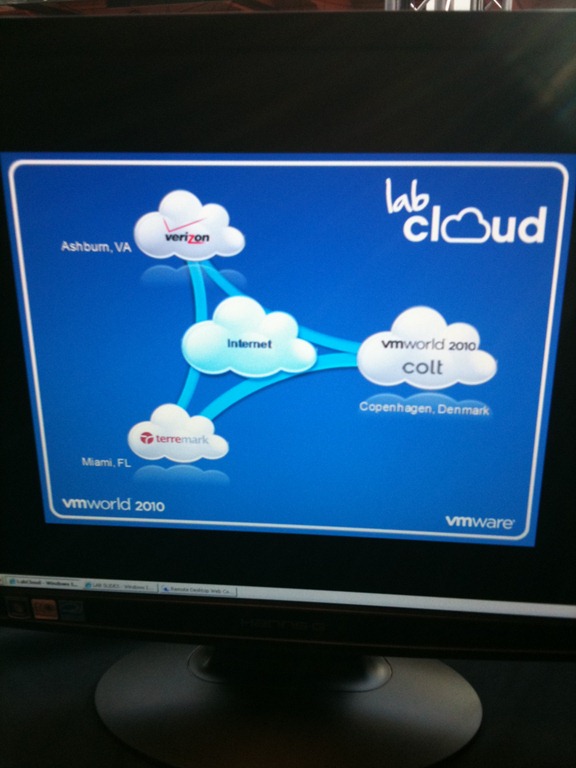 lab
cloud
verizon
Ashburn, VA
Internet
vmworld 2010
colt
Copenhagen, Denmark
terremark
Miami, FL
vmworld 2010
vmware
LabCloud - Windows
LAB SLIDES - Windows
Remote Desktop Web